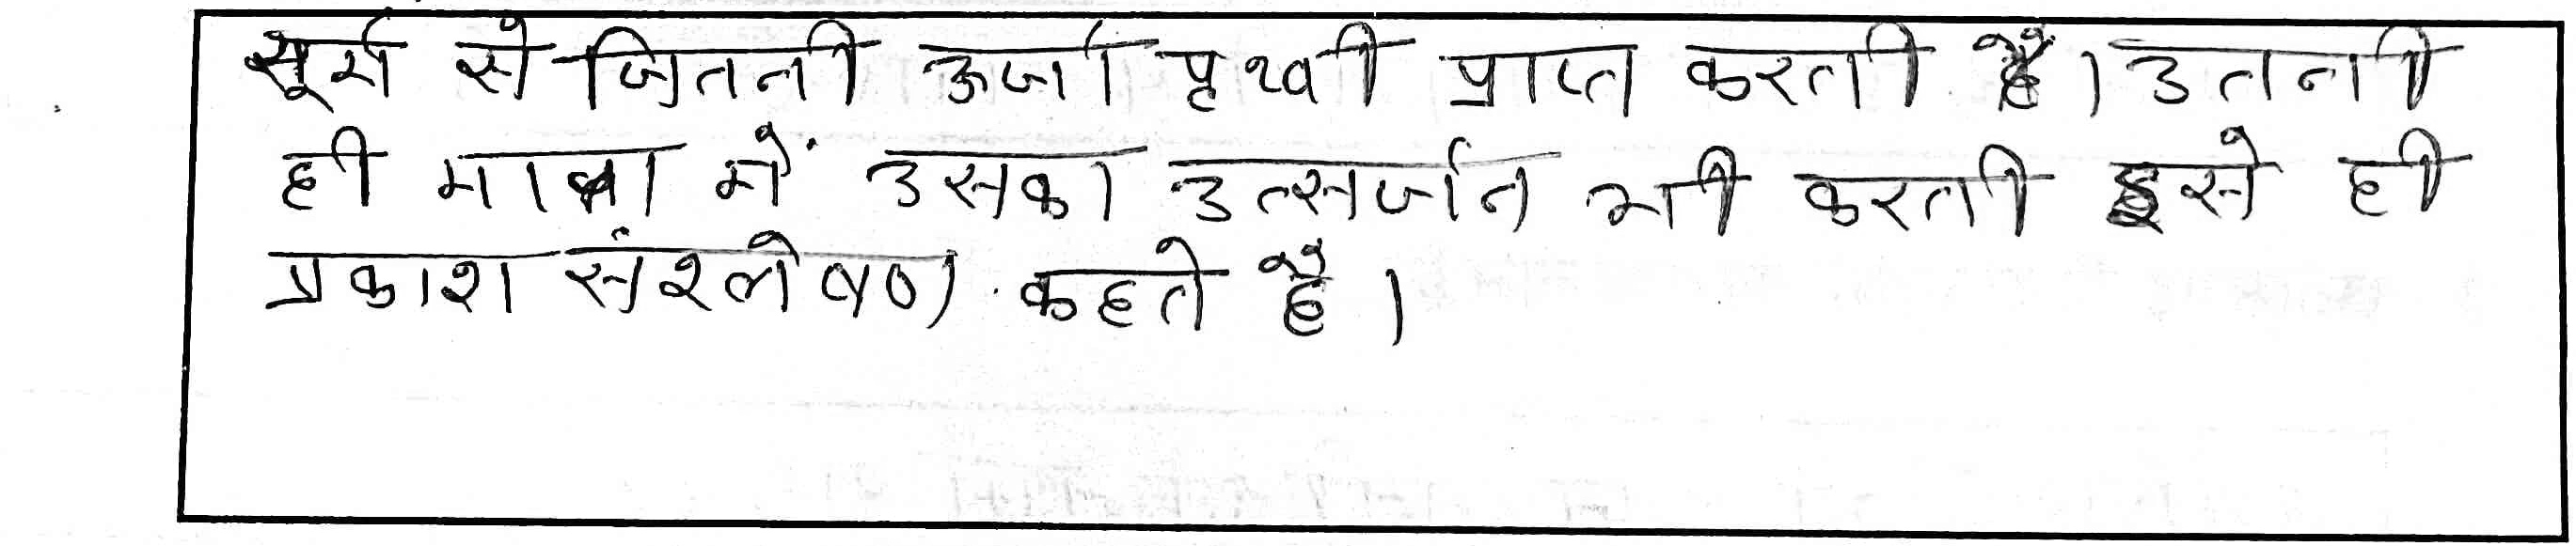 सूर्य से जितनी ऊर्जा पृथ्वी प्राप्त करती है। उतनी
ही मात्रा में उसका उत्सर्जन भी करती इसे ही
प्रकाश संश्लेषण कहते है।